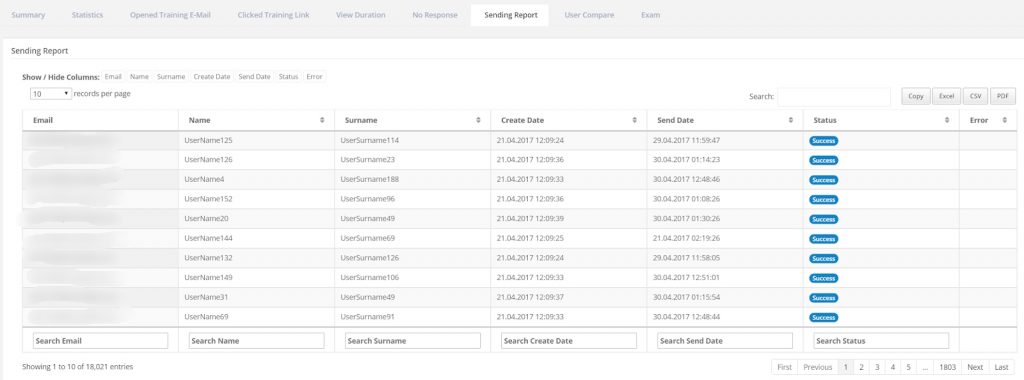 Summary Statistics Opened Training E-Mail Clicked Training Link View Duration No Response Sending Report User Compare Exam
Sending Report
Show / Hide Columns: Email Name Surname Create Date Send Date Status Error
10 records per page Search: Copy Excel CSV PDF
Email Name Surname Create Date Send Date Status Error
UserName125 UserSurname114 21.04.2017 12:09:24 29.04.2017 11:59:47 Success
UserName126 UserSurname23 21.04.2017 12:09:36 30.04.2017 01:14:23 Success
UserName4 UserSurname188 21.04.2017 12:09:33 30.04.2017 12:48:46 Success
UserName152 UserSurname96 21.04.2017 12:09:36 30.04.2017 01:08:26 Success
UserName20 UserSurname49 21.04.2017 12:09:39 30.04.2017 01:30:26 Success
UserName144 UserSurname69 21.04.2017 12:09:25 21.04.2017 02:19:26 Success
UserName132 UserSurname126 21.04.2017 12:09:24 29.04.2017 11:58:05 Success
UserName149 UserSurname106 21.04.2017 12:09:33 30.04.2017 12:51:01 Success
UserName31 UserSurname49 21.04.2017 12:09:37 30.04.2017 01:15:54 Success
UserName69 UserSurname91 21.04.2017 12:09:33 30.04.2017 12:48:44 Success
Search Email Search Name Search Surname Search Create Date Search Send Date Search Status
Showing 1 to 10 of 18,021 entries First Previous 1 2 3 4 5 ... 1803 Next Last